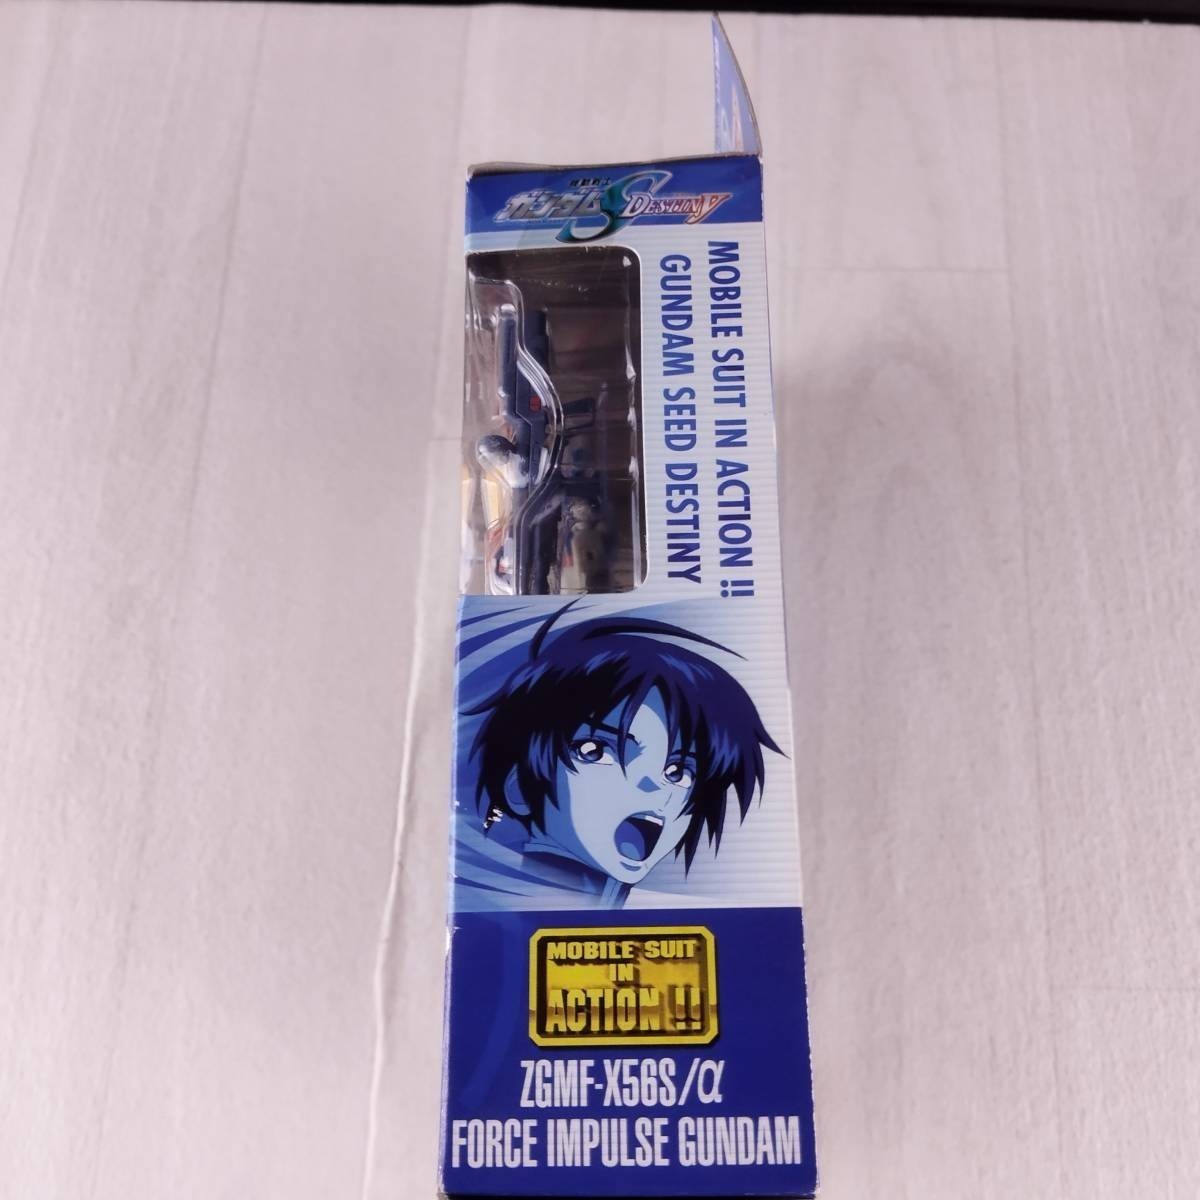 機動戦士
ガンダムSEED DESTINY
MOBILE SUIT IN ACTION!!
GUNDAM SEED DESTINY
MOBILE SUIT
IN
ACTION!!
ZGMF-X56S/α
FORCE IMPULSE GUNDAM